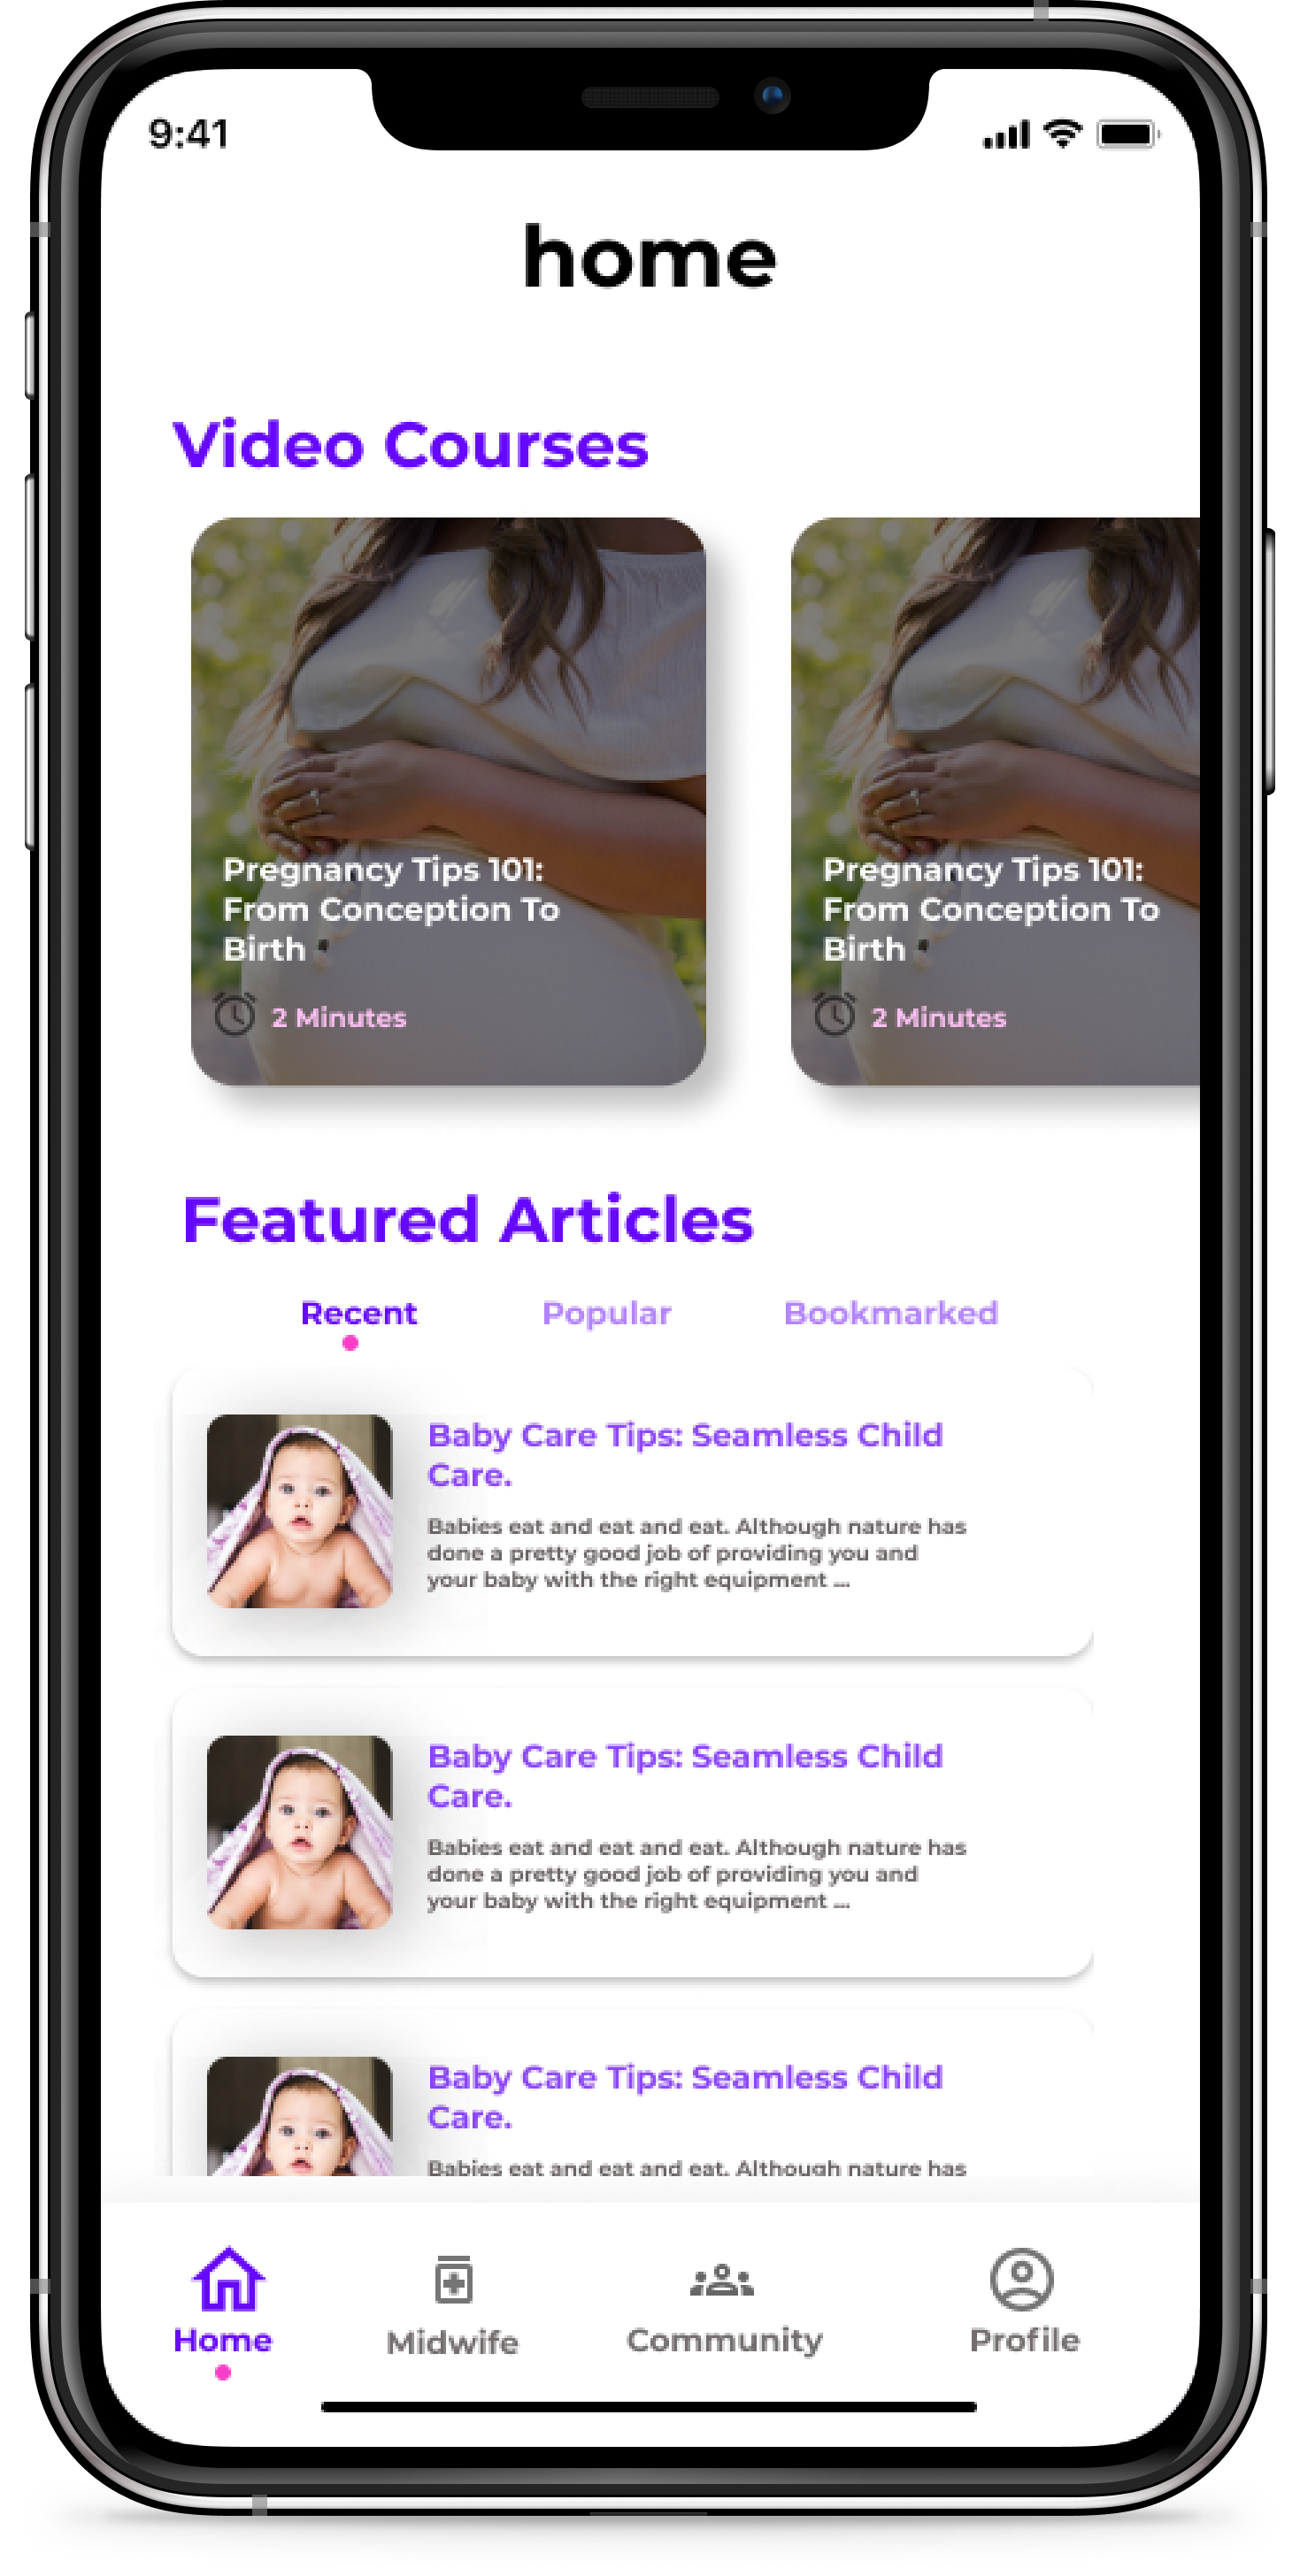 9:41
home
Video Courses
Pregnancy Tips 101:
From Conception To
Birth
2 Minutes
Pregnancy Tips 101:
From Conception To
Birth
2 Minutes
Featured Articles
Recent Popular Bookmarked
Baby Care Tips: Seamless Child
Care.
Babies eat and eat and eat. Although nature has
done a pretty good job of providing you and
your baby with the right equipment ...
Baby Care Tips: Seamless Child
Care.
Babies eat and eat and eat. Although nature has
done a pretty good job of providing you and
your baby with the right equipment ...
Baby Care Tips: Seamless Child
Care.
Babies eat and eat and eat. Although nature has
Home Midwife Community Profile